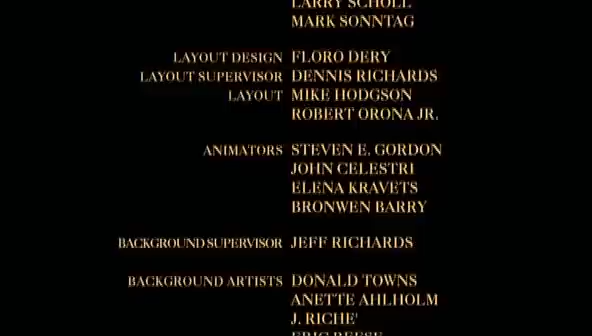 LARRY SCHOLL
MARK SONNTAG
LAYOUT DESIGN FLORO DERY
LAYOUT SUPERVISOR DENNIS RICHARDS
LAYOUT MIKE HODGSON
ROBERT ORONA JR.
ANIMATORS STEVEN E. GORDON
JOHN CELESTRI
ELENA KRAVETS
BRONWEN BARRY
BACKGROUND SUPERVISOR JEFF RICHARDS
BACKGROUND ARTISTS DONALD TOWNS
ANETTE AHLHOLM
J. RICHE'
ERIC REESE